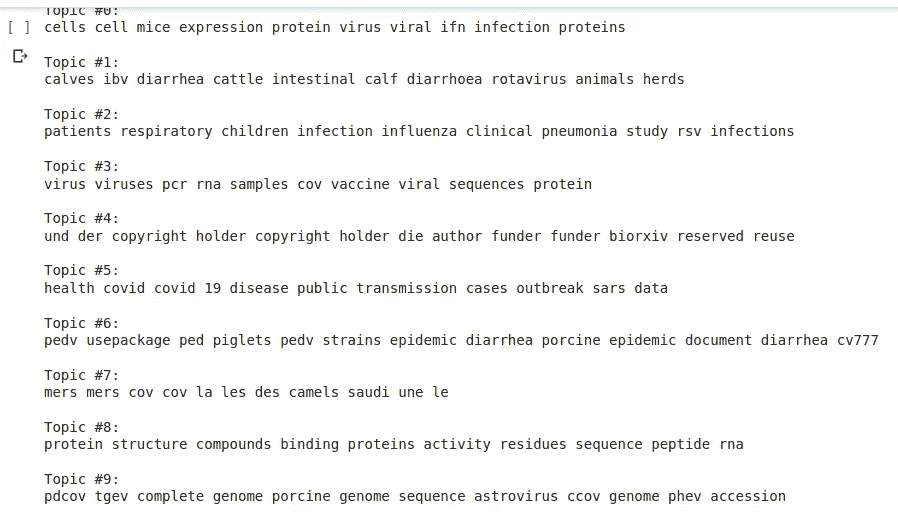 Topic #0:
[ ] cells cell mice expression protein virus viral ifn infection proteins
Topic #1:
calves ibv diarrhea cattle intestinal calf diarrhoea rotavirus animals herds
Topic #2:
patients respiratory children infection influenza clinical pneumonia study rsv infections
Topic #3:
virus viruses pcr rna samples cov vaccine viral sequences protein
Topic #4:
und der copyright holder copyright holder die author funder funder biorxiv reserved reuse
Topic #5:
health covid covid 19 disease public transmission cases outbreak sars data
Topic #6:
pedv usepackage ped piglets pedv strains epidemic diarrhea porcine epidemic document diarrhea cv777
Topic #7:
mers mers cov cov la les des camels saudi une le
Topic #8:
protein structure compounds binding proteins activity residues sequence peptide rna
Topic #9:
pdcov tgev complete genome porcine genome sequence astrovirus ccov genome phev accession